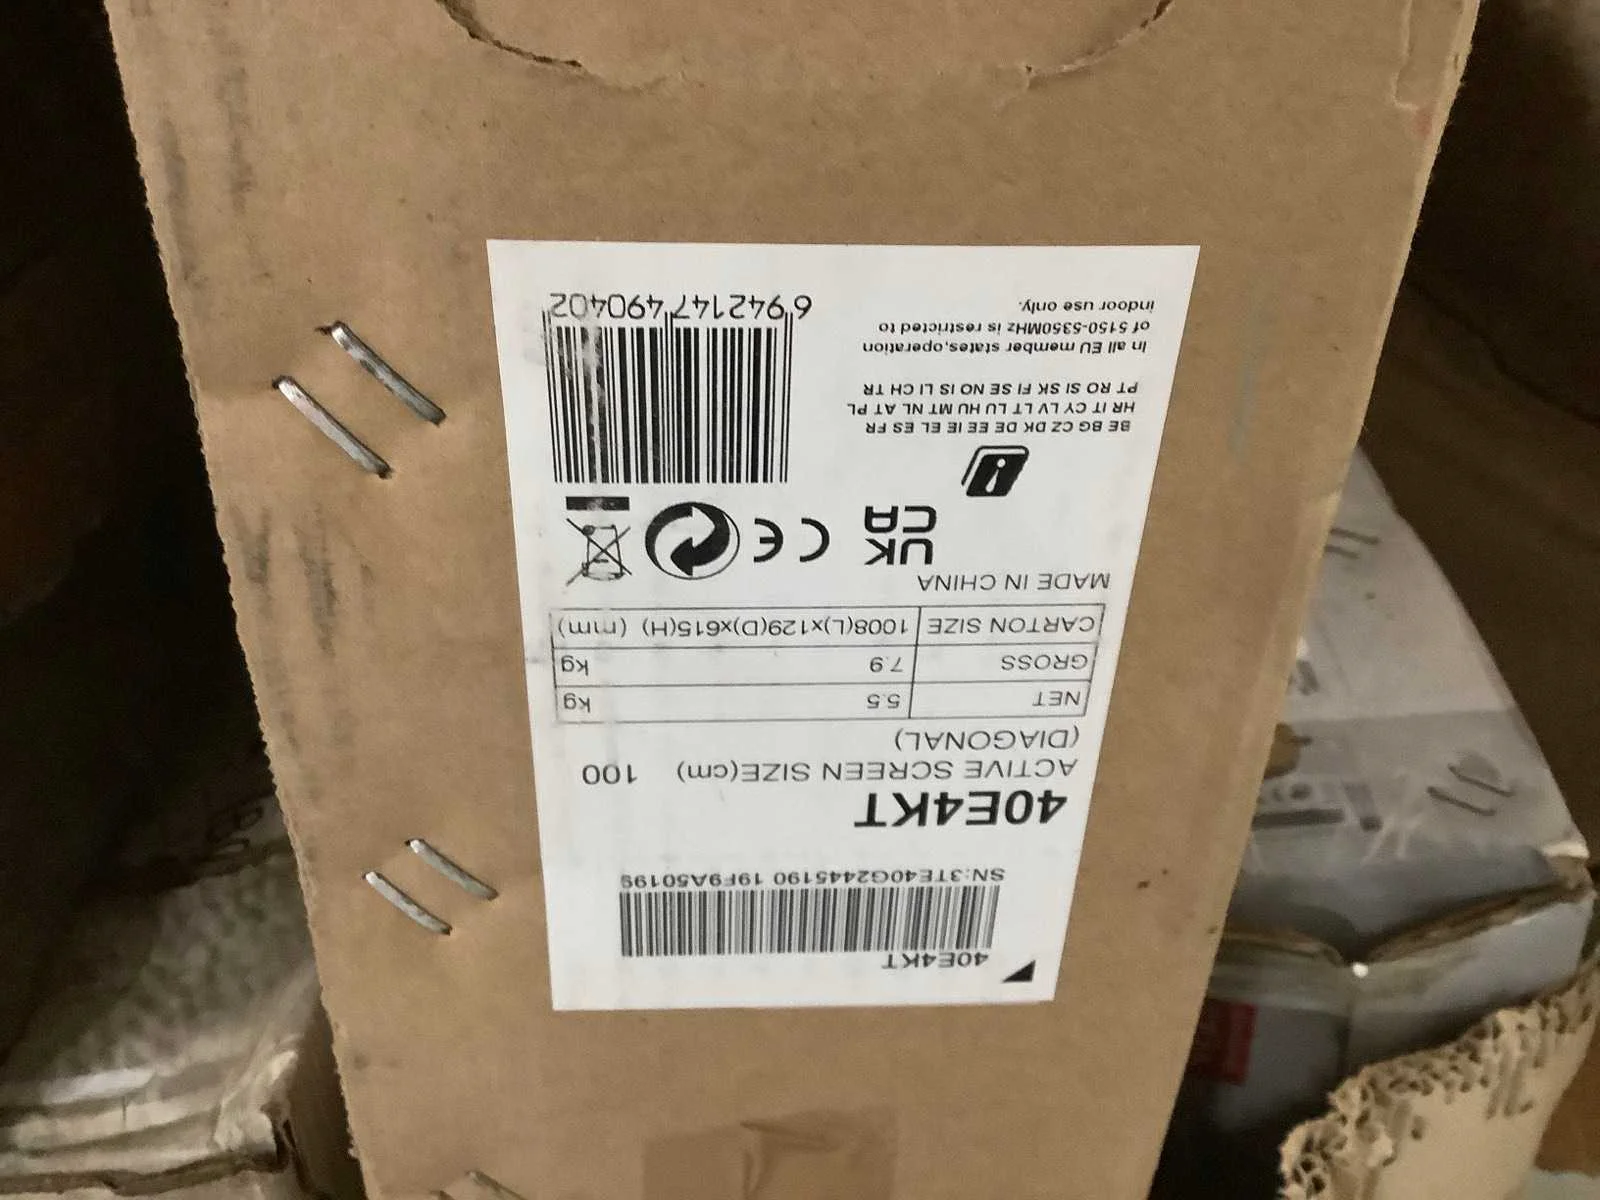 40E4KT
SN:3TE40G2445190 19F9A50199
40E4KT
ACTIVE SCREEN SIZE(cm) 100
(DIAGONAL)
NET 5.5 kg
GROSS 7.9 kg
CARTON SIZE 1008(L)x129(D)x615(H) (mm)
MADE IN CHINA
UK
CA
CE
BE BG CZ DK DE EE IE EL ES FR
HR IT CY LV LT LU HU MT NL AT PL
PT RO SI SK FI SE NO IS LI CH TR
In all EU member states,operation
of 5150-5350MHz is restricted to
indoor use only.
6 942147 490402